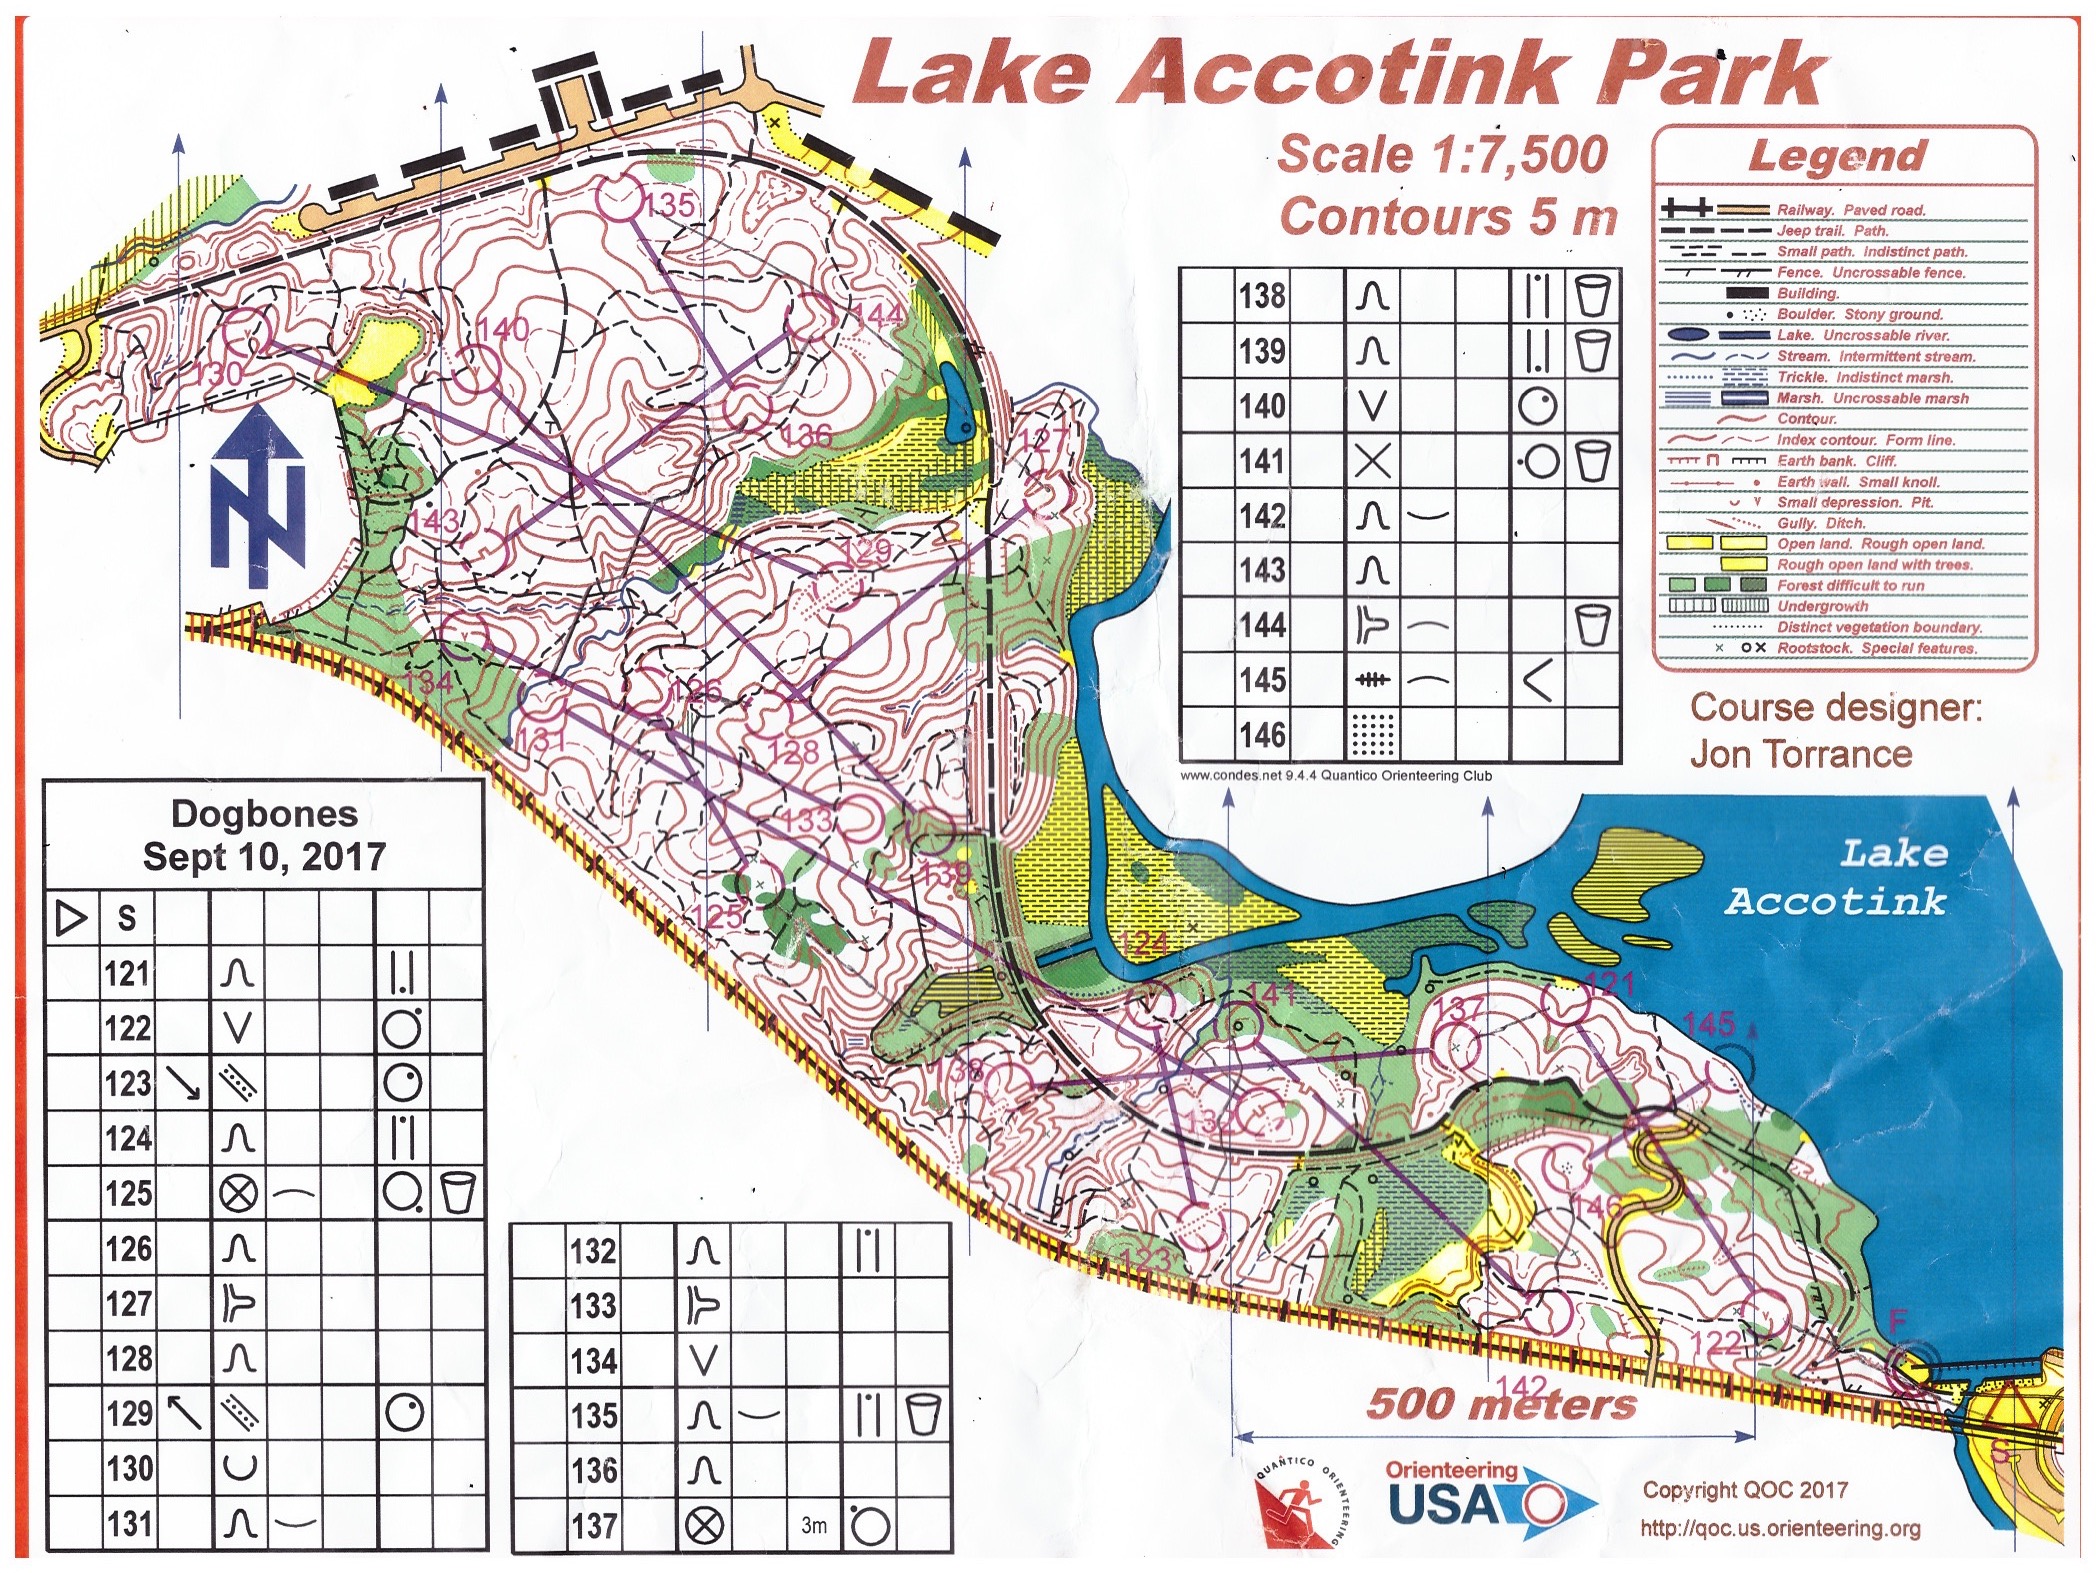 Lake Accotink Park
Scale 1:7,500
Contours 5 m
Legend
Railway. Paved road.
Jeep trail. Path.
Small path. Indistinct path.
Fence. Uncrossable fence.
Building.
Boulder. Stony ground.
Lake. Uncrossable river.
Stream. Intermittent stream.
Trickle. Indistinct marsh.
Marsh. Uncrossable marsh
Contour.
Index contour. Form line.
Earth bank. Cliff.
Earth wall. Small knoll.
Small depression. Pit.
Gully. Ditch.
Open land. Rough open land.
Rough open land with trees.
Forest difficult to run
Undergrowth
Distinct vegetation boundary.
Rootstock. Special features.
Course designer:
Jon Torrance
138
139
140
141
142
143
144
145
146
www.condes.net 9.4.4 Quantico Orienteering Club
135
144
140
130
136
127
143
129
134
126
131
128
133
139
125
124
141
137
121
145
138
132
146
123
122
142
F
S
N
Lake
Accotink
Dogbones
Sept 10, 2017
S
121
122
123
124
125
126
127
128
129
130
131
132
133
134
135
136
137 3m
500 meters
QUANTICO ORIENTEERING
Orienteering
USA
Copyright QOC 2017
http://qoc.us.orienteering.org